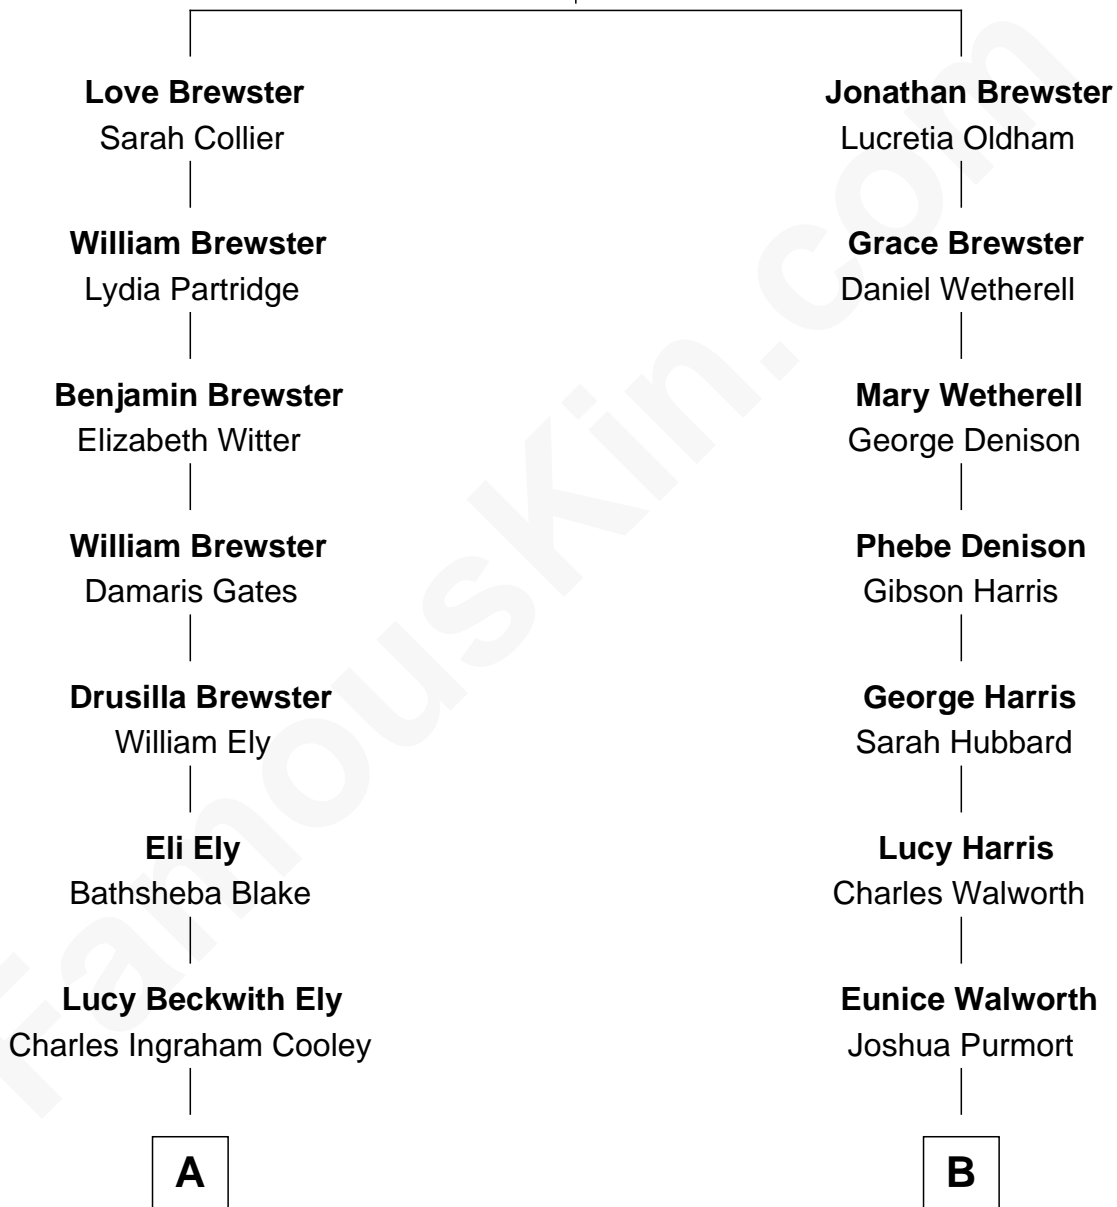 Love Brewster
Sarah Collier
William Brewster
Lydia Partridge
Benjamin Brewster
Elizabeth Witter
William Brewster
Damaris Gates
Drusilla Brewster
William Ely
Eli Ely
Bathsheba Blake
Lucy Beckwith Ely
Charles Ingraham Cooley
A
Jonathan Brewster
Lucretia Oldham
Grace Brewster
Daniel Wetherell
Mary Wetherell
George Denison
Phebe Denison
Gibson Harris
George Harris
Sarah Hubbard
Lucy Harris
Charles Walworth
Eunice Walworth
Joshua Purmort
B
FamousKin.com